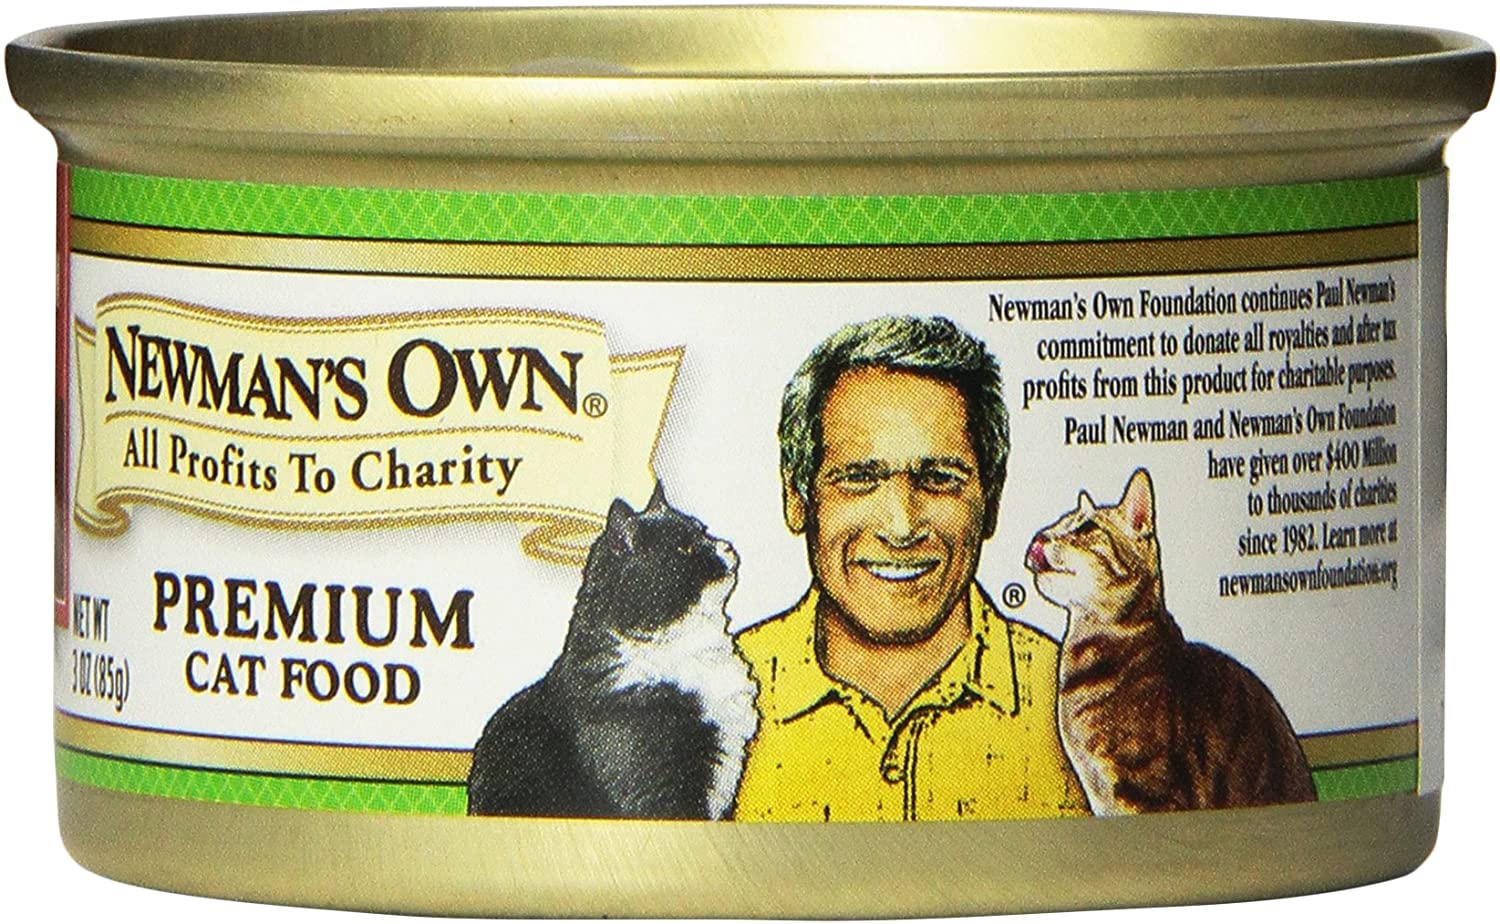 NEWMAN'S OWN®
All Profits To Charity
PREMIUM
CAT FOOD
NET WT
3 OZ (85g)
®
Newman's Own Foundation continues Paul Newman's
commitment to donate all royalties and after tax
profits from this product for charitable purposes.
Paul Newman and Newman's Own Foundation
have given over $400 Million
to thousands of charities
since 1982. Learn more at
newmansownfoundation.org